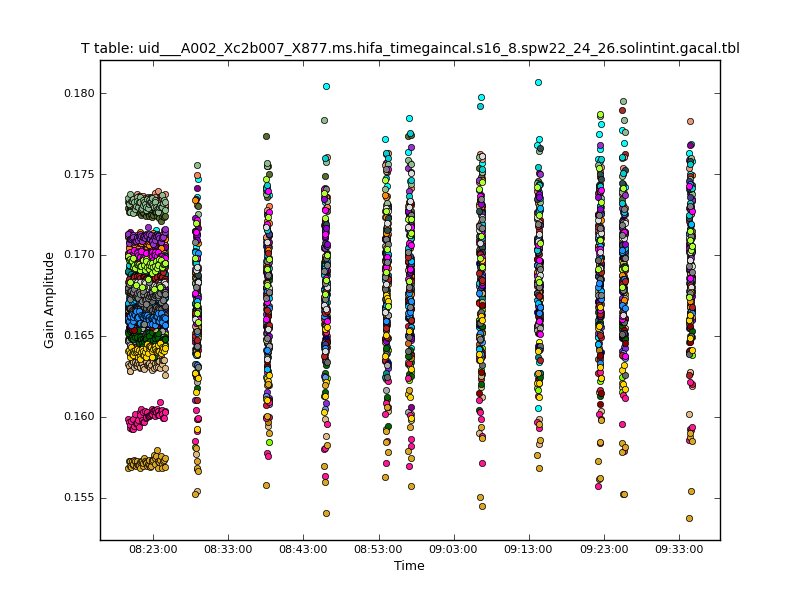 T table: uid___A002_Xc2b007_X877.ms.hifa_timegaincal.s16_8.spw22_24_26.solintint.gacal.tbl
0.180
0.175
0.170
0.165
0.160
0.155
Gain Amplitude
08:23:00 08:33:00 08:43:00 08:53:00 09:03:00 09:13:00 09:23:00 09:33:00
Time